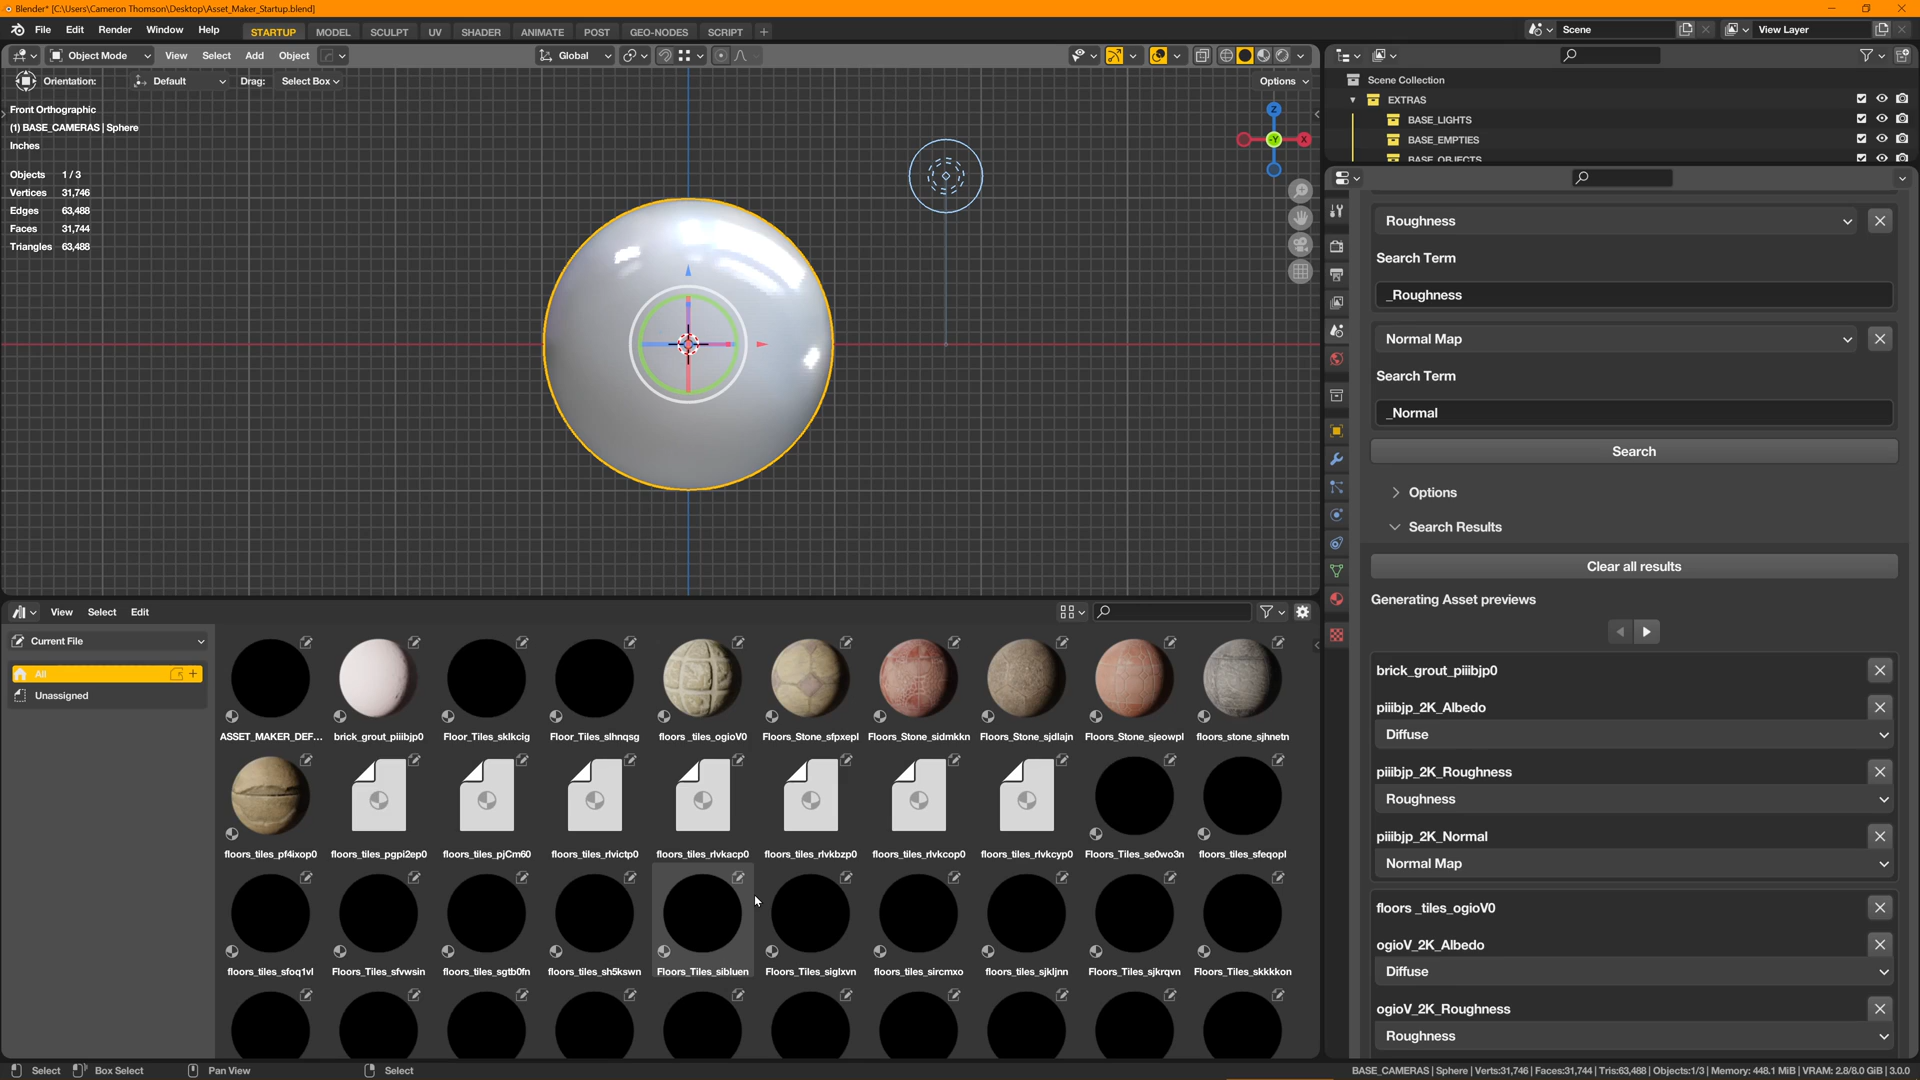 Blender* [C:\Users\Cameron Thomson\Desktop\Asset_Maker_Startup.blend]
File Edit Render Window Help STARTUP MODEL SCULPT UV SHADER ANIMATE POST GEO-NODES SCRIPT + Scene View Layer
Object Mode View Select Add Object Global
Orientation: Default Drag: Select Box Options
Front Orthographic
(1) BASE_CAMERAS | Sphere
Inches
Objects 1 / 3
Vertices 31,746
Edges 63,488
Faces 31,744
Triangles 63,488
Z
-Y X
Scene Collection
EXTRAS
BASE_LIGHTS
BASE_EMPTIES
BASE_OBJECTS
Roughness
Search Term
_Roughness
Normal Map
Search Term
_Normal
Search
Options
Search Results
Clear all results
Generating Asset previews
brick_grout_piiibjp0
piiibjp_2K_Albedo
Diffuse
piiibjp_2K_Roughness
Roughness
piiibjp_2K_Normal
Normal Map
floors _tiles_ogioV0
ogioV_2K_Albedo
Diffuse
ogioV_2K_Roughness
Roughness
View Select Edit
Current File
All
Unassigned
ASSET_MAKER_DEF... brick_grout_piiibjp0 Floor_Tiles_sklkcig Floor_Tiles_slhnqsg floors _tiles_ogioV0 Floors_Stone_sfpxepl Floors_Stone_sidmkkn Floors_Stone_sjdlajn Floors_Stone_sjeowpl floors_stone_sjhnetn
floors_tiles_pf4ixop0 floors_tiles_pgpi2ep0 floors_tiles_pjCm60 floors_tiles_rlvictp0 floors_tiles_rlvkacp0 floors_tiles_rlvkbzp0 floors_tiles_rlvkcop0 floors_tiles_rlvkcyp0 Floors_Tiles_se0wo3n floors_tiles_sfeqopl
floors_tiles_sfoq1vl Floors_Tiles_sfvwsin floors_tiles_sgtb0fn floors_tiles_sh5kswn Floors_Tiles_sibluen Floors_Tiles_siglxvn floors_tiles_sircmxo floors_tiles_sjkljnn Floors_Tiles_sjkrqvn Floors_Tiles_skkkkon
Select Box Select Pan View Select
BASE_CAMERAS | Sphere | Verts:31,746 | Faces:31,744 | Tris:63,488 | Objects:1/3 | Memory: 448.1 MiB | VRAM: 2.8/8.0 GiB | 3.0.0